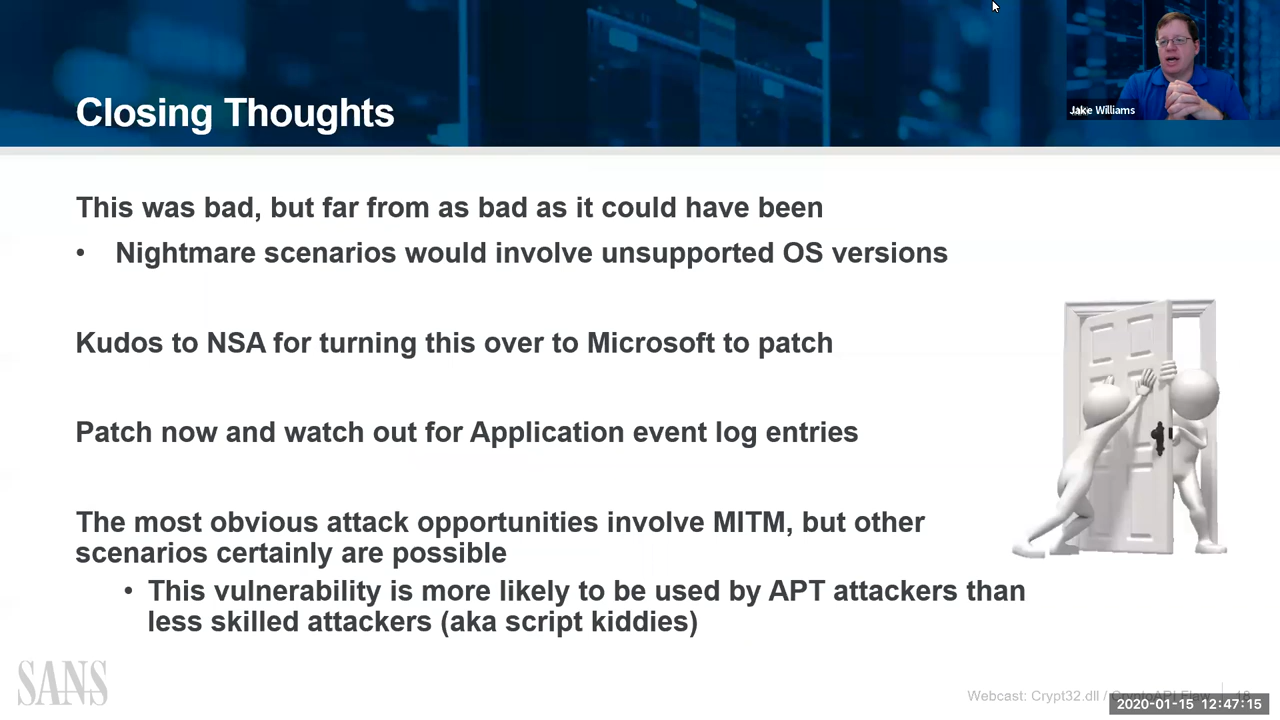 Closing Thoughts
Jake Williams
This was bad, but far from as bad as it could have been
• Nightmare scenarios would involve unsupported OS versions
Kudos to NSA for turning this over to Microsoft to patch
Patch now and watch out for Application event log entries
The most obvious attack opportunities involve MITM, but other
scenarios certainly are possible
• This vulnerability is more likely to be used by APT attackers than
less skilled attackers (aka script kiddies)
SANS
Webcast: Crypt32.dll / CryptoAPI Flaw
2020-01-15 12:47:15